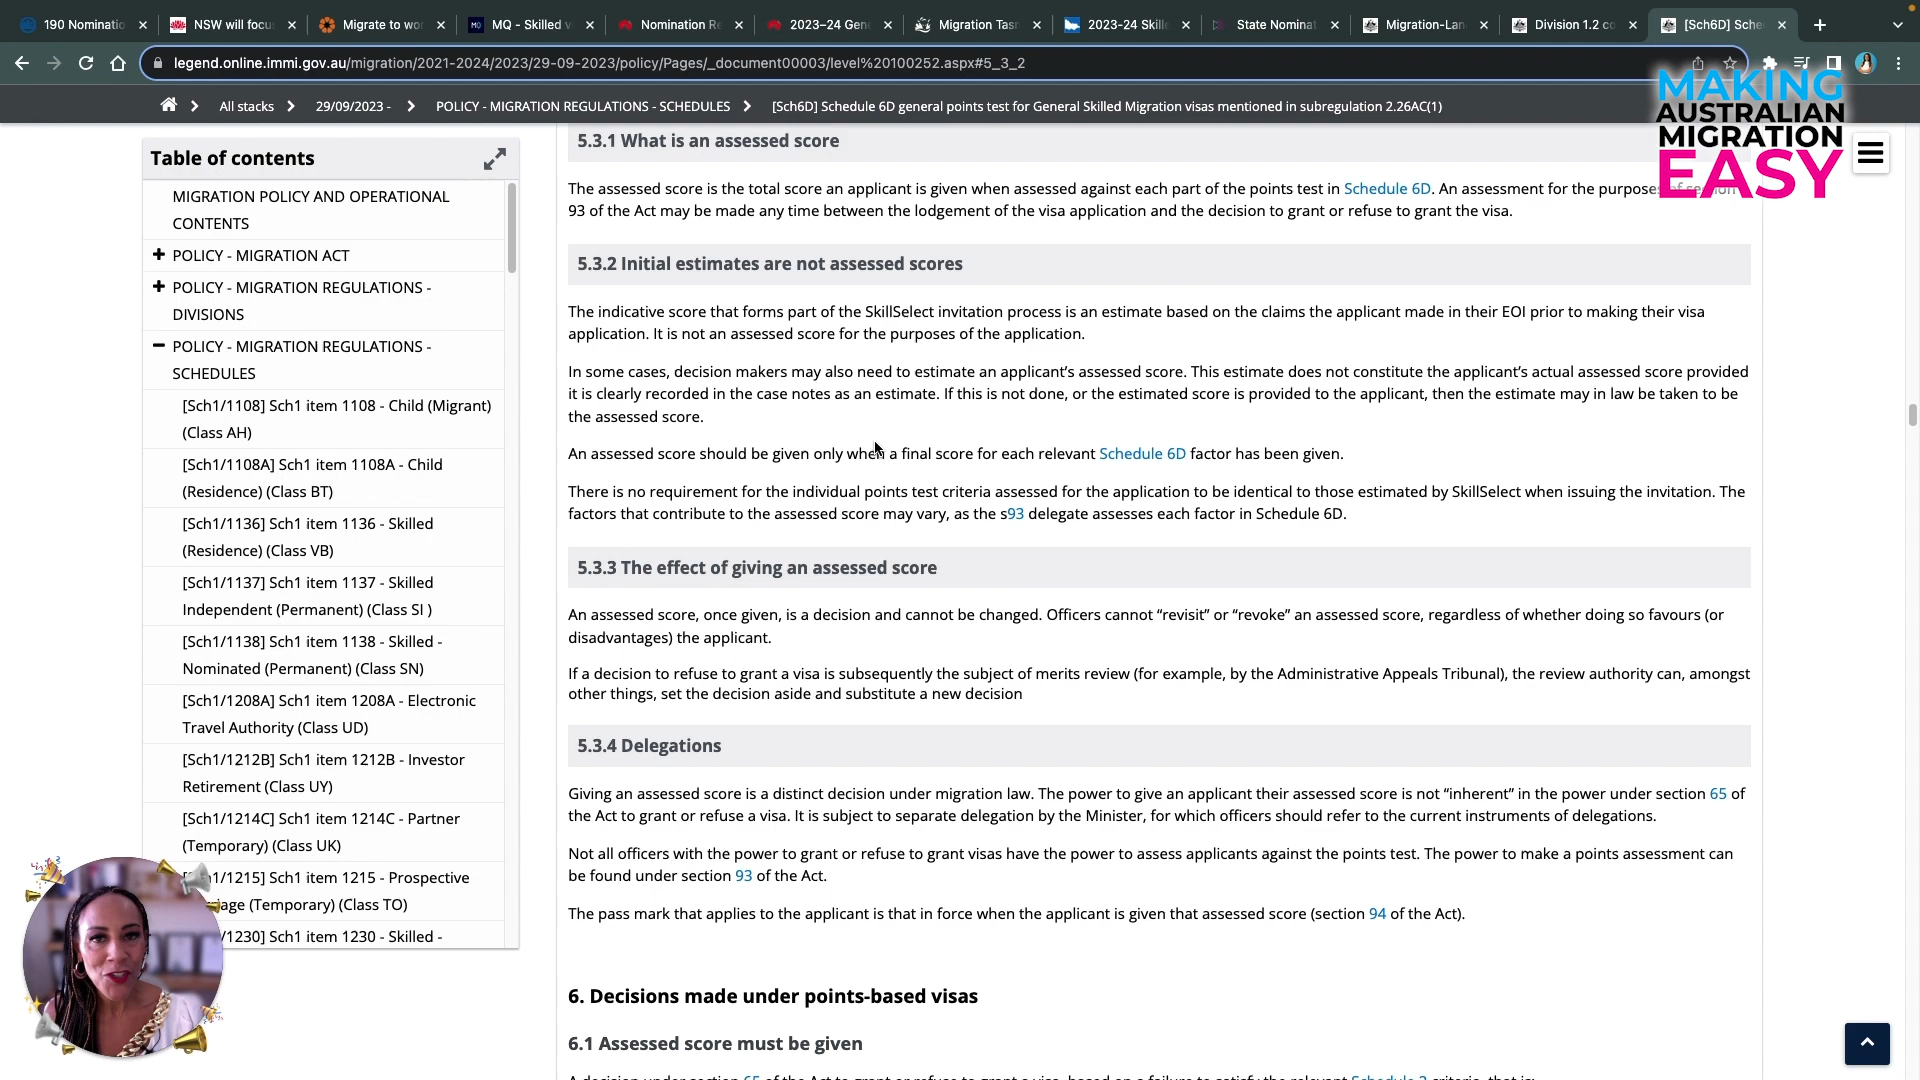 190 Nominatio
NSW will focu
Migrate to wo
MQ - Skilled v
Nomination Re
2023–24 Gen
Migration Tasn
2023-24 Skille
State Nominat
Migration-Lan
Division 1.2 co
[Sch6D] Sche
legend.online.immi.gov.au/migration/2021-2024/2023/29-09-2023/policy/Pages/_document00003/level%20100252.aspx#5_3_2
All stacks
29/09/2023 -
POLICY - MIGRATION REGULATIONS - SCHEDULES
[Sch6D] Schedule 6D general points test for General Skilled Migration visas mentioned in subregulation 2.26AC(1)
MAKING
AUSTRALIAN
MIGRATION
EASY
Table of contents
MIGRATION POLICY AND OPERATIONAL
CONTENTS
POLICY - MIGRATION ACT
POLICY - MIGRATION REGULATIONS -
DIVISIONS
POLICY - MIGRATION REGULATIONS -
SCHEDULES
[Sch1/1108] Sch1 item 1108 - Child (Migrant)
(Class AH)
[Sch1/1108A] Sch1 item 1108A - Child
(Residence) (Class BT)
[Sch1/1136] Sch1 item 1136 - Skilled
(Residence) (Class VB)
[Sch1/1137] Sch1 item 1137 - Skilled
Independent (Permanent) (Class SI )
[Sch1/1138] Sch1 item 1138 - Skilled -
Nominated (Permanent) (Class SN)
[Sch1/1208A] Sch1 item 1208A - Electronic
Travel Authority (Class UD)
[Sch1/1212B] Sch1 item 1212B - Investor
Retirement (Class UY)
[Sch1/1214C] Sch1 item 1214C - Partner
(Temporary) (Class UK)
1/1215] Sch1 item 1215 - Prospective
age (Temporary) (Class TO)
/1230] Sch1 item 1230 - Skilled -
5.3.1 What is an assessed score
The assessed score is the total score an applicant is given when assessed against each part of the points test in Schedule 6D. An assessment for the purposes of section
93 of the Act may be made any time between the lodgement of the visa application and the decision to grant or refuse to grant the visa.
5.3.2 Initial estimates are not assessed scores
The indicative score that forms part of the SkillSelect invitation process is an estimate based on the claims the applicant made in their EOI prior to making their visa
application. It is not an assessed score for the purposes of the application.
In some cases, decision makers may also need to estimate an applicant’s assessed score. This estimate does not constitute the applicant’s actual assessed score provided
it is clearly recorded in the case notes as an estimate. If this is not done, or the estimated score is provided to the applicant, then the estimate may in law be taken to be
the assessed score.
An assessed score should be given only when a final score for each relevant Schedule 6D factor has been given.
There is no requirement for the individual points test criteria assessed for the application to be identical to those estimated by SkillSelect when issuing the invitation. The
factors that contribute to the assessed score may vary, as the s93 delegate assesses each factor in Schedule 6D.
5.3.3 The effect of giving an assessed score
An assessed score, once given, is a decision and cannot be changed. Officers cannot “revisit” or “revoke” an assessed score, regardless of whether doing so favours (or
disadvantages) the applicant.
If a decision to refuse to grant a visa is subsequently the subject of merits review (for example, by the Administrative Appeals Tribunal), the review authority can, amongst
other things, set the decision aside and substitute a new decision
5.3.4 Delegations
Giving an assessed score is a distinct decision under migration law. The power to give an applicant their assessed score is not “inherent” in the power under section 65 of
the Act to grant or refuse a visa. It is subject to separate delegation by the Minister, for which officers should refer to the current instruments of delegations.
Not all officers with the power to grant or refuse to grant visas have the power to assess applicants against the points test. The power to make a points assessment can
be found under section 93 of the Act.
The pass mark that applies to the applicant is that in force when the applicant is given that assessed score (section 94 of the Act).
6. Decisions made under points-based visas
6.1 Assessed score must be given
A decision under section 65 of the Act to grant or refuse to grant a visa, based on a failure to satisfy the relevant Schedule 2 criteria, that is: